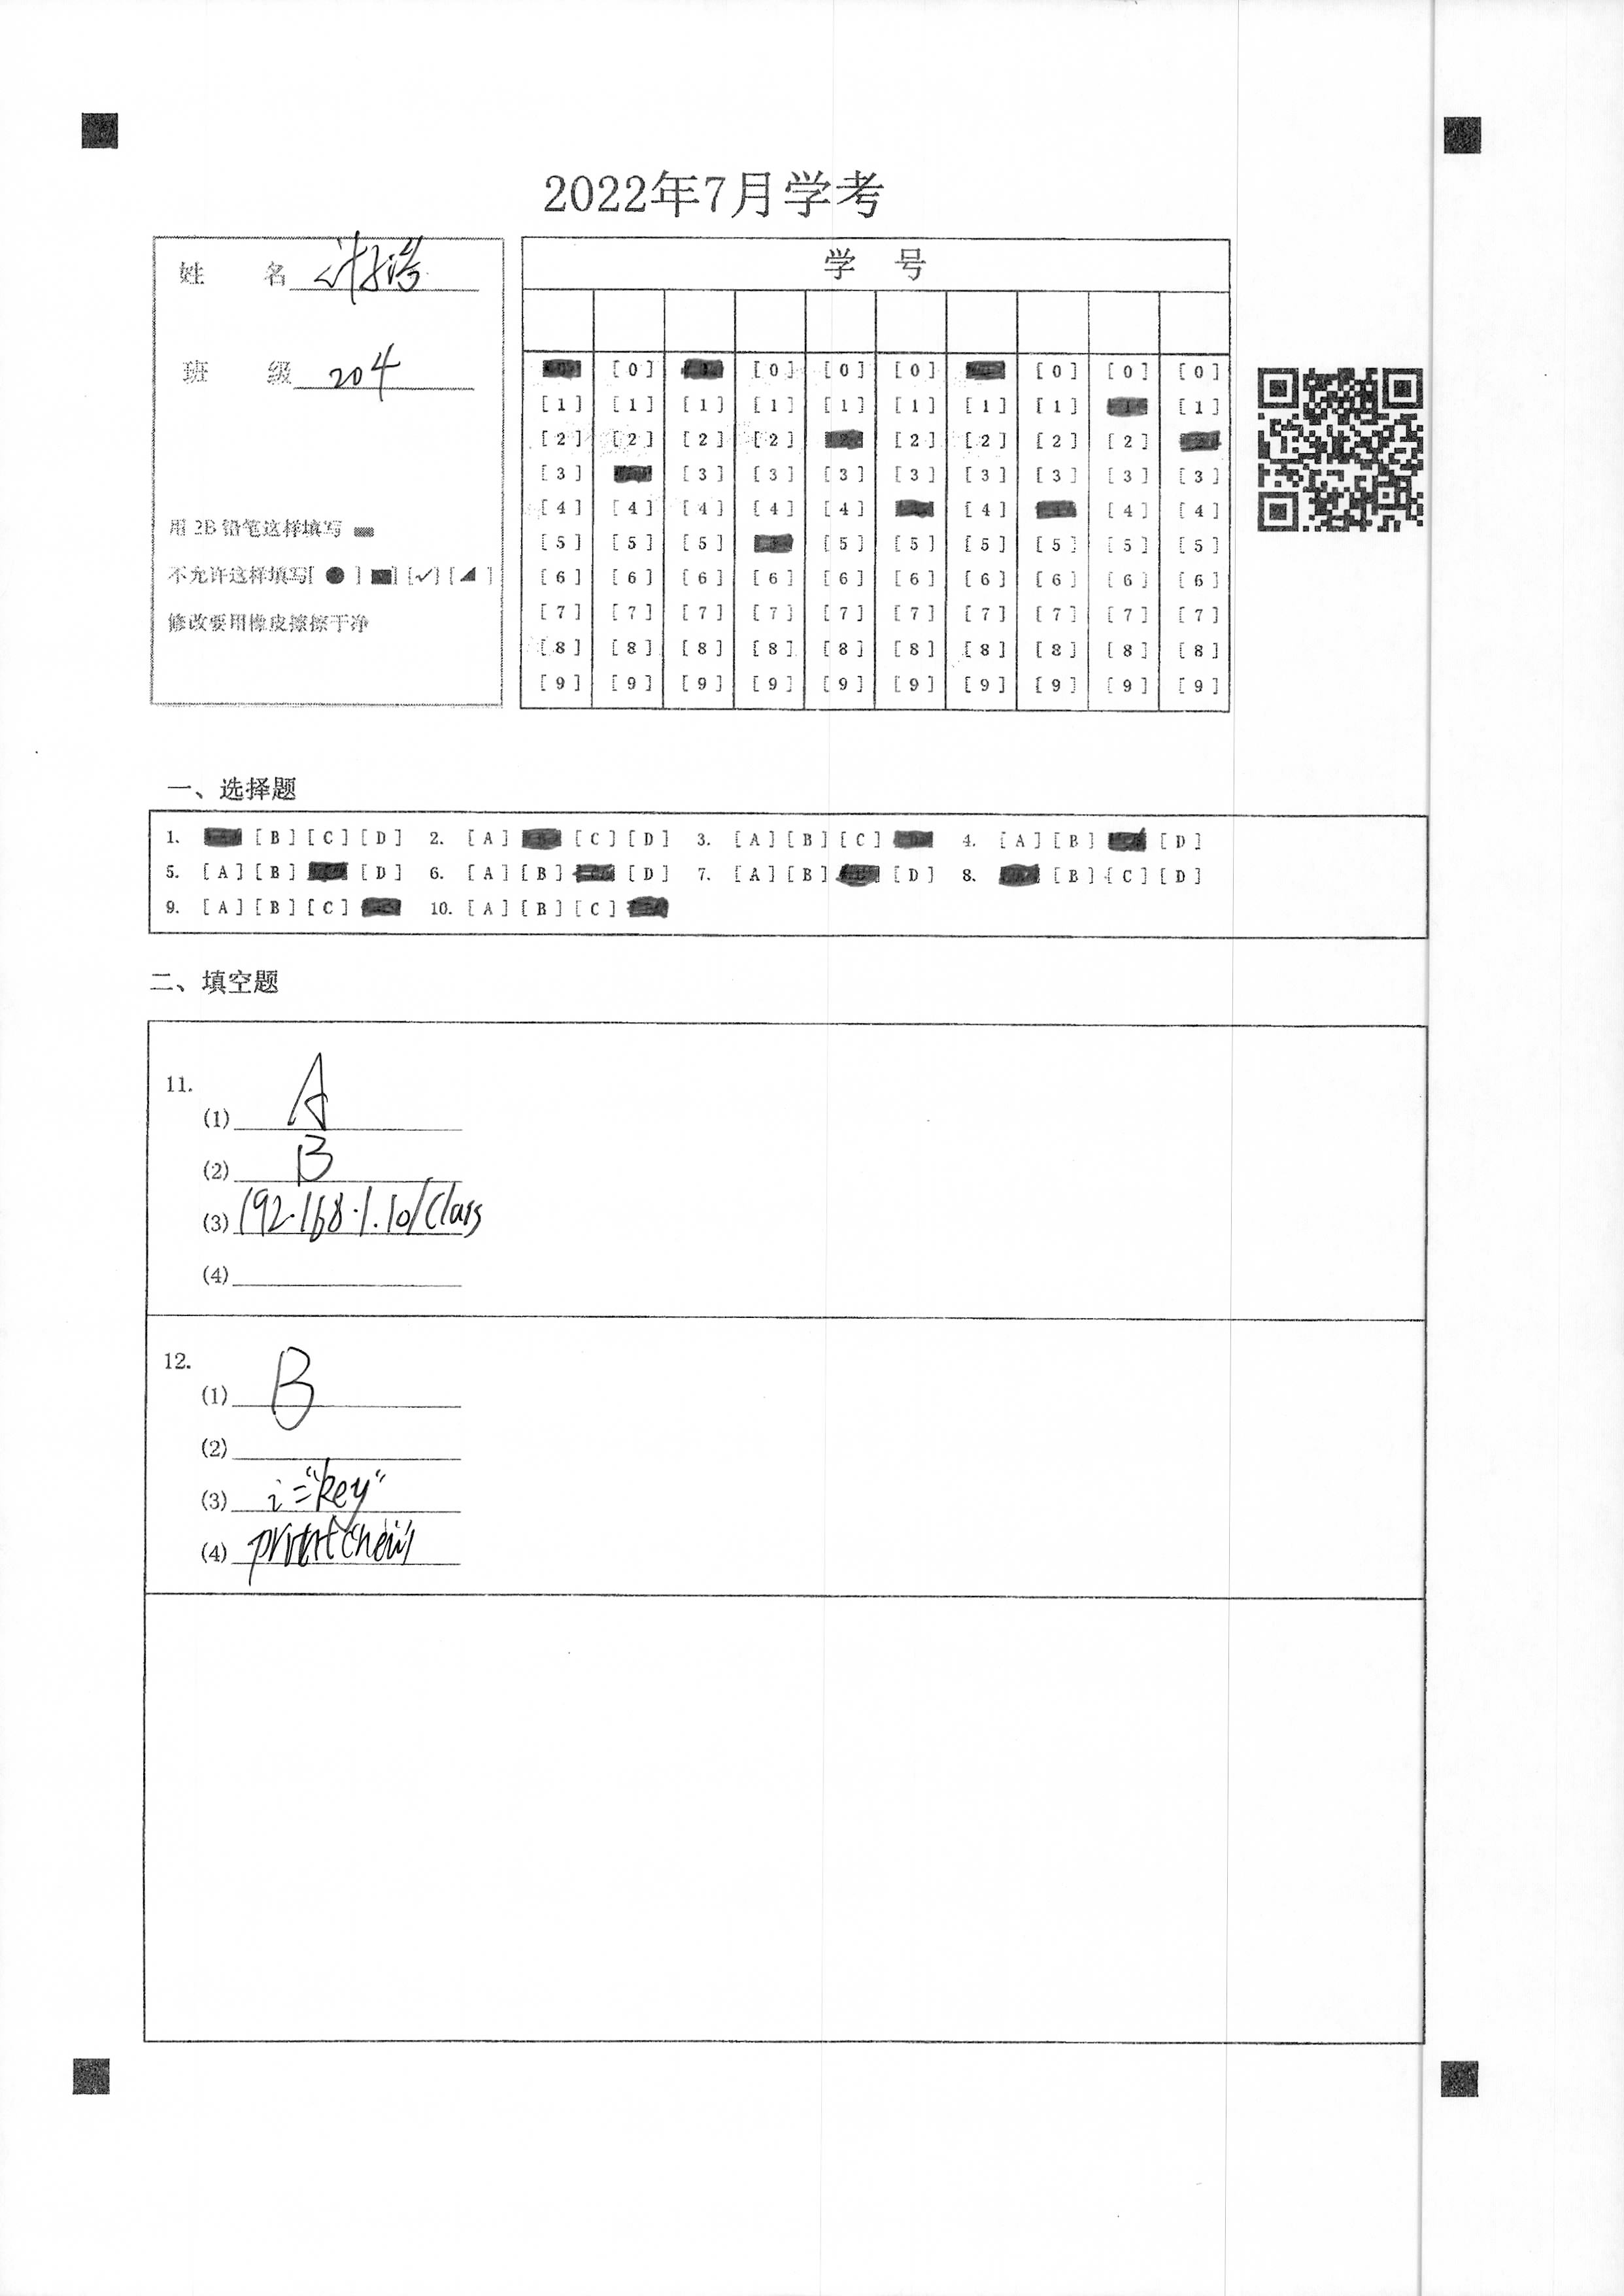 2022年7月学考
姓 名
班 级 204
用 2B 铅笔这样填写
不允许这样填写[ ● ] [■] [✓] [◢ ]
修改要用橡皮擦擦干净
学 号
[0] [0] [0] [0] [0] [0] [0]
[1] [1] [1] [1] [1] [1] [1] [1] [1] [1]
[2] [2] [2] [2] [2] [2] [2] [2] [2]
[3] [3] [3] [3] [3] [3] [3] [3] [3]
[4] [4] [4] [4] [4] [4] [4] [4]
[5] [5] [5] [5] [5] [5] [5] [5] [5]
[6] [6] [6] [6] [6] [6] [6] [6] [6] [6]
[7] [7] [7] [7] [7] [7] [7] [7] [7] [7]
[8] [8] [8] [8] [8] [8] [8] [8] [8] [8]
[9] [9] [9] [9] [9] [9] [9] [9] [9] [9]
一、选择题
1. [B] [C] [D] 2. [A] [C] [D] 3. [A] [B] [C] 4. [A] [B] [D]
5. [A] [B] [D] 6. [A] [B] [D] 7. [A] [B] [D] 8. [B] [C] [D]
9. [A] [B] [C] 10. [A] [B] [C]
二、填空题
11.
(1) A
(2) B
(3) 192.168.1.10/Class
(4)
12.
(1) B
(2)
(3) i="key"
(4)